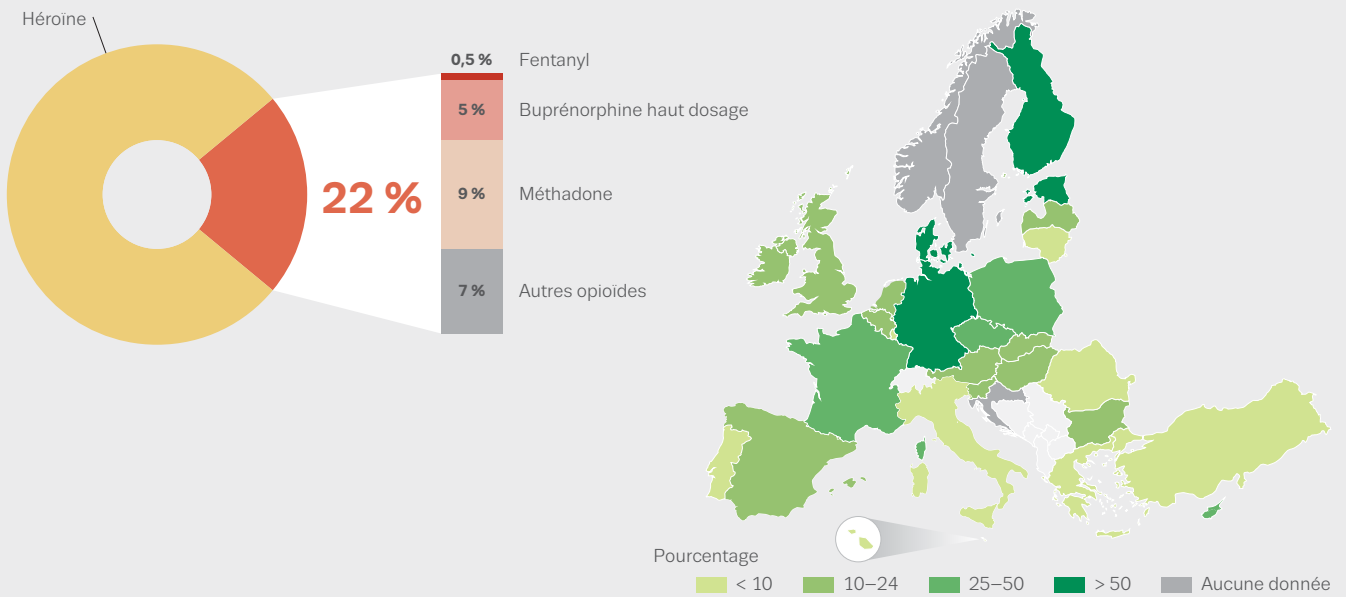 Héroïne
22 %
0,5 % Fentanyl
5 % Buprénorphine haut dosage
9 % Méthadone
7 % Autres opioïdes
Pourcentage
< 10 10–24 25–50 > 50 Aucune donnée